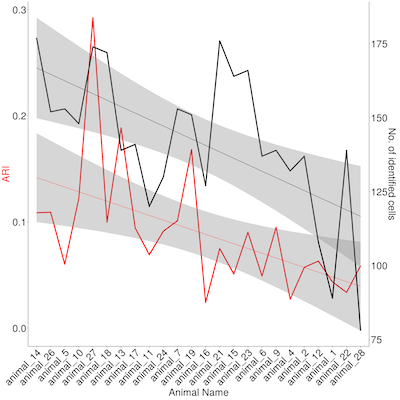 0.3
0.2
0.1
0.0
ARI
175
150
125
100
75
No. of identified cells
animal_14
animal_26
animal_5
animal_10
animal_27
animal_18
animal_13
animal_17
animal_11
animal_24
animal_7
animal_19
animal_16
animal_21
animal_15
animal_23
animal_6
animal_9
animal_4
animal_2
animal_12
animal_1
animal_22
animal_28
Animal Name